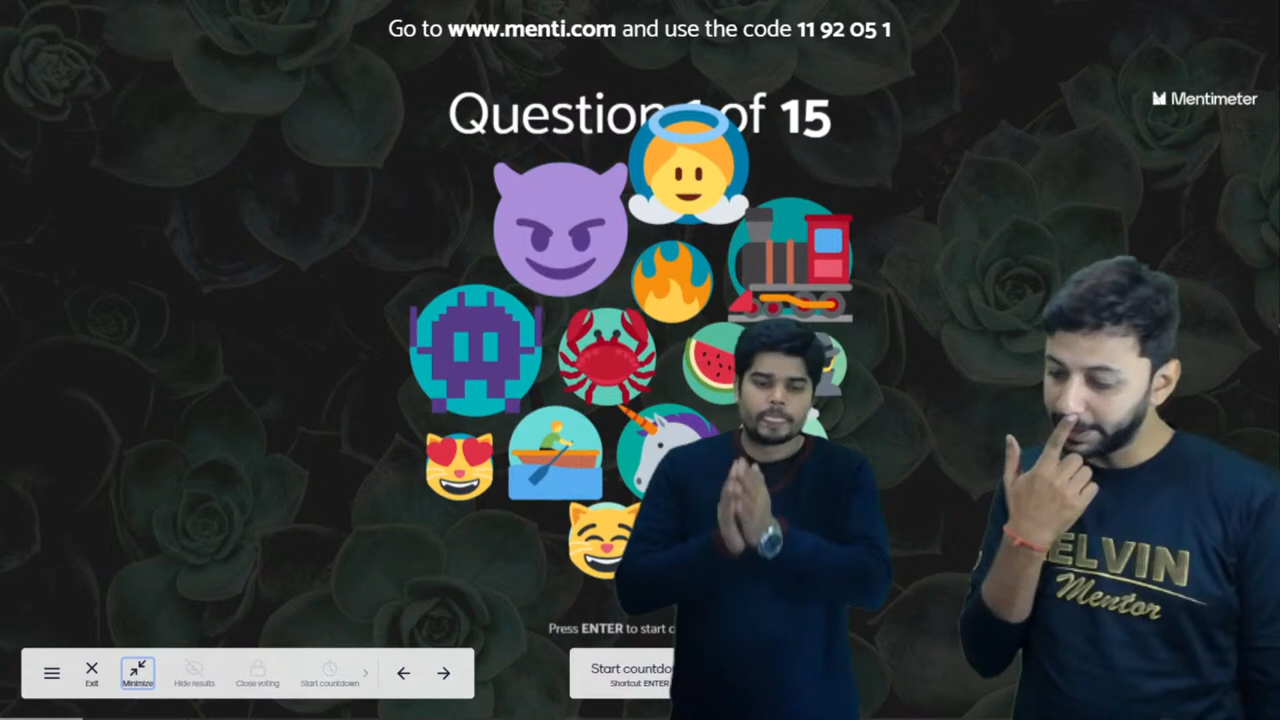 Go to www.menti.com and use the code 11 92 05 1
Mentimeter
Question of 15
ELVIN
Mentor
Press ENTER to start
Start
Shortcut ENTER
Exit
Minimize
Hide results
Close voting
Start countdown